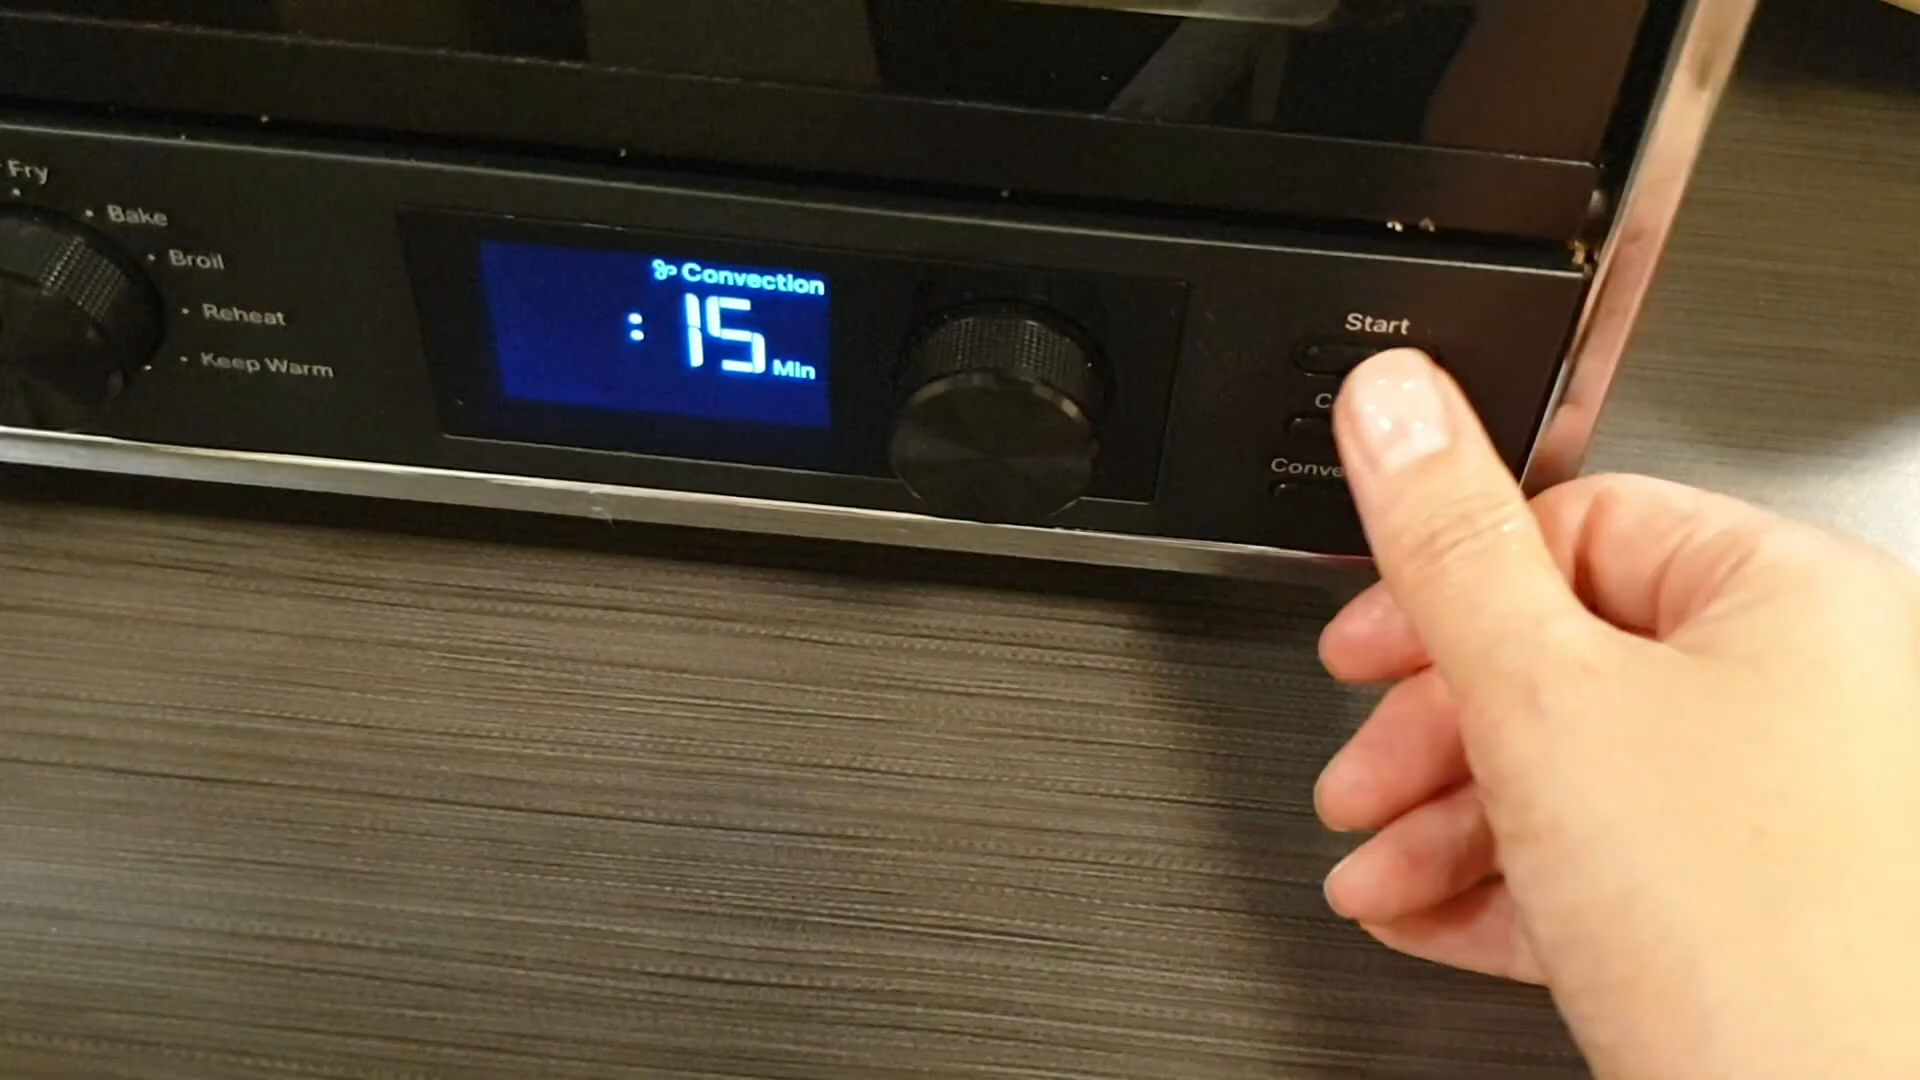 Fry
Bake
Broil
Reheat
Keep Warm
Convection
: 15 Min
Start